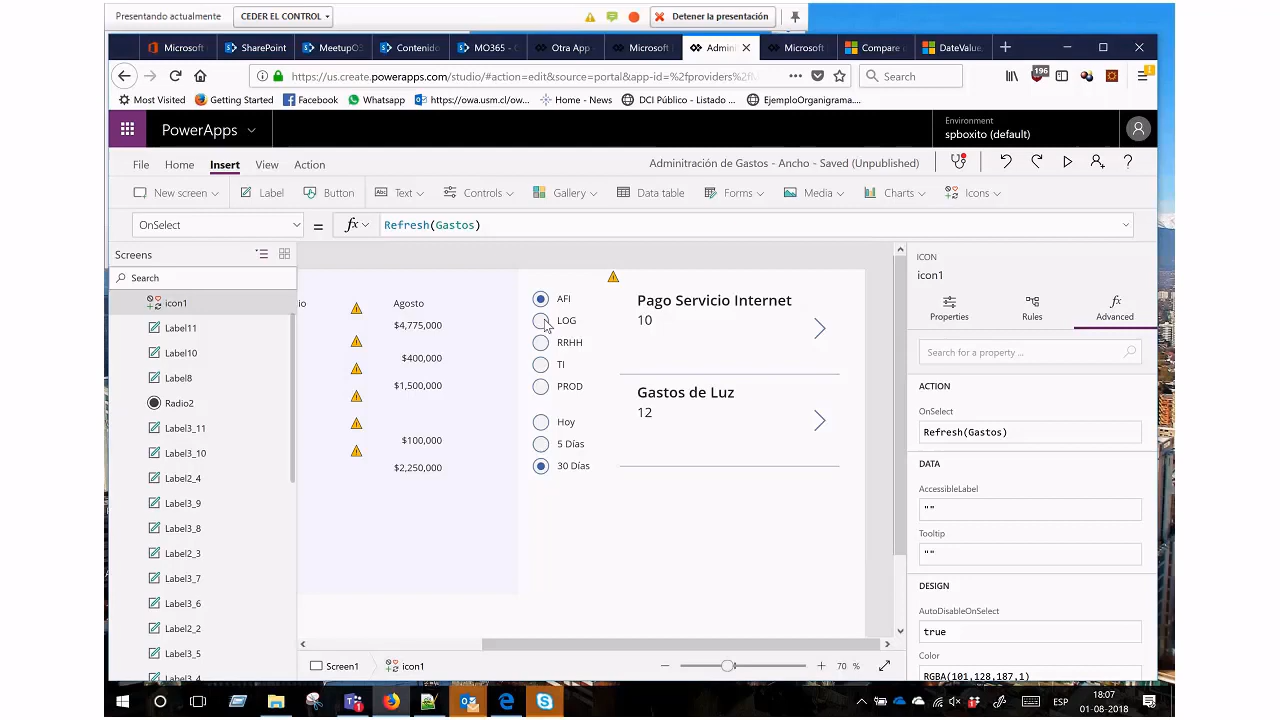 Presentando actualmente
CEDER EL CONTROL
Detener la presentación
Microsoft
SharePoint
MeetupOS
Contenido
MO365 -
Otra App
Microsoft
Admini
Microsoft
Compare
DateValue,
https://us.create.powerapps.com/studio/#action=edit&source=portal&app-id=%2fproviders%2f
Search
196
Most Visited
Getting Started
Facebook
Whatsapp
https://owa.usm.cl/ow...
Home - News
DCI Público - Listado ...
EjemploOrganigrama....
PowerApps
Environment
spboxito (default)
File
Home
Insert
View
Action
Adminitración de Gastos - Ancho - Saved (Unpublished)
New screen
Label
Button
Text
Controls
Gallery
Data table
Forms
Media
Charts
Icons
OnSelect
= fx
Refresh(Gastos)
Screens
Search
icon1
Label11
Label10
Label8
Radio2
Label3_11
Label3_10
Label2_4
Label3_9
Label3_8
Label2_3
Label3_7
Label3_6
Label2_2
Label3_5
Label3_4
io
Agosto
$4,775,000
$400,000
$1,500,000
$100,000
$2,250,000
AFI
LOG
RRHH
TI
PROD
Hoy
5 Días
30 Días
Pago Servicio Internet
10
Gastos de Luz
12
Screen1
icon1
70 %
ICON
icon1
Properties
Rules
fx
Advanced
Search for a property ...
ACTION
OnSelect
Refresh(Gastos)
DATA
AccessibleLabel
""
Tooltip
""
DESIGN
AutoDisableOnSelect
true
Color
RGBA(101,128,187,1)
ESP
18:07
01-08-2018